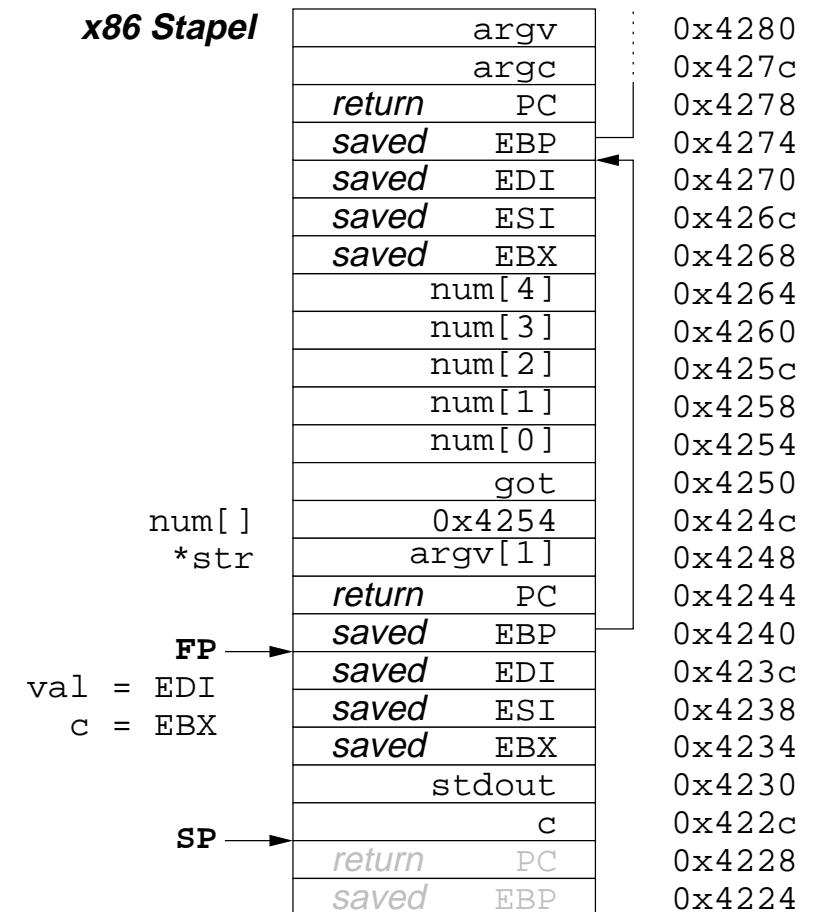 x86 Stapel argv 0x4280
argc 0x427c
return PC 0x4278
saved EBP 0x4274
saved EDI 0x4270
saved ESI 0x426c
saved EBX 0x4268
num[4] 0x4264
num[3] 0x4260
num[2] 0x425c
num[1] 0x4258
num[0] 0x4254
got 0x4250
num[] 0x4254 0x424c
*str argv[1] 0x4248
return PC 0x4244
saved EBP 0x4240
FP
saved EDI 0x423c
val = EDI
saved ESI 0x4238
c = EBX
saved EBX 0x4234
stdout 0x4230
c 0x422c
SP
return PC 0x4228
saved EBP 0x4224